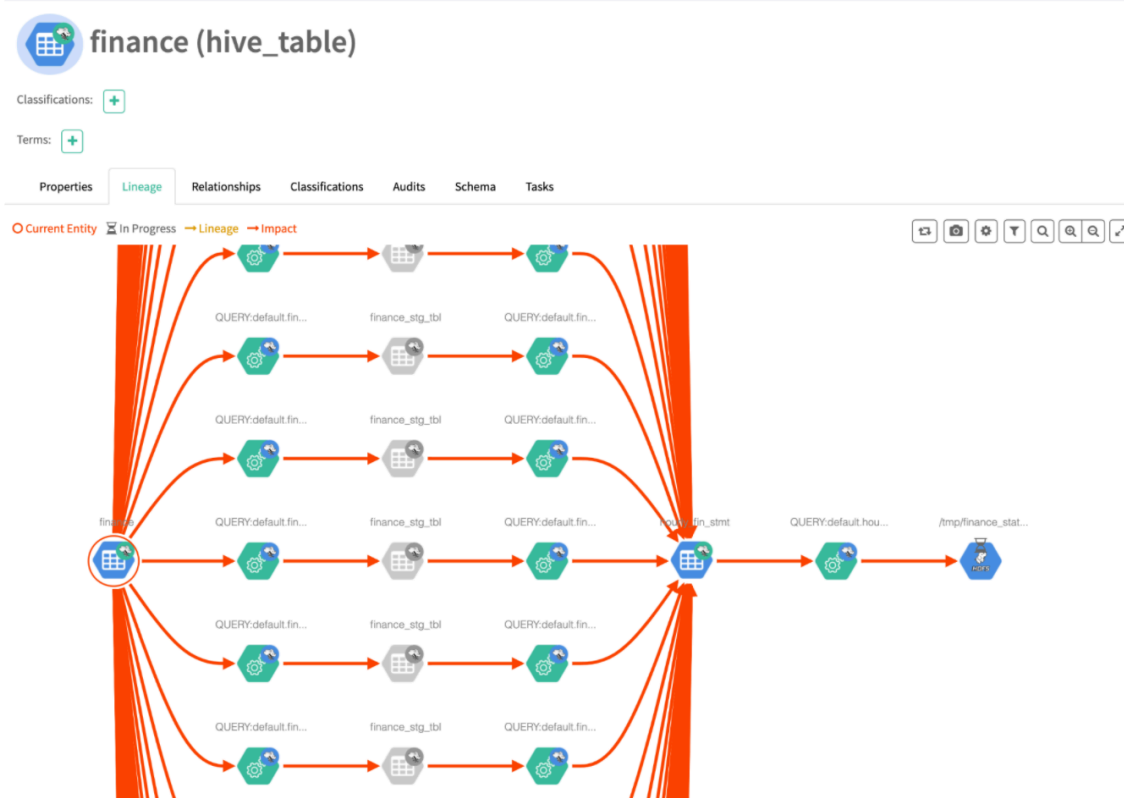 finance (hive_table)
Classifications:
Terms:
Properties Lineage Relationships Classifications Audits Schema Tasks
Current Entity In Progress Lineage Impact
QUERY:default.fin... finance_stg_tbl QUERY:default.fin...
QUERY:default.fin... finance_stg_tbl QUERY:default.fin...
finance QUERY:default.fin... finance_stg_tbl QUERY:default.fin... hourly_fin_stmt QUERY:default.hou... /tmp/finance_stat...
HDFS
QUERY:default.fin... finance_stg_tbl QUERY:default.fin...
QUERY:default.fin... finance_stg_tbl QUERY:default.fin...